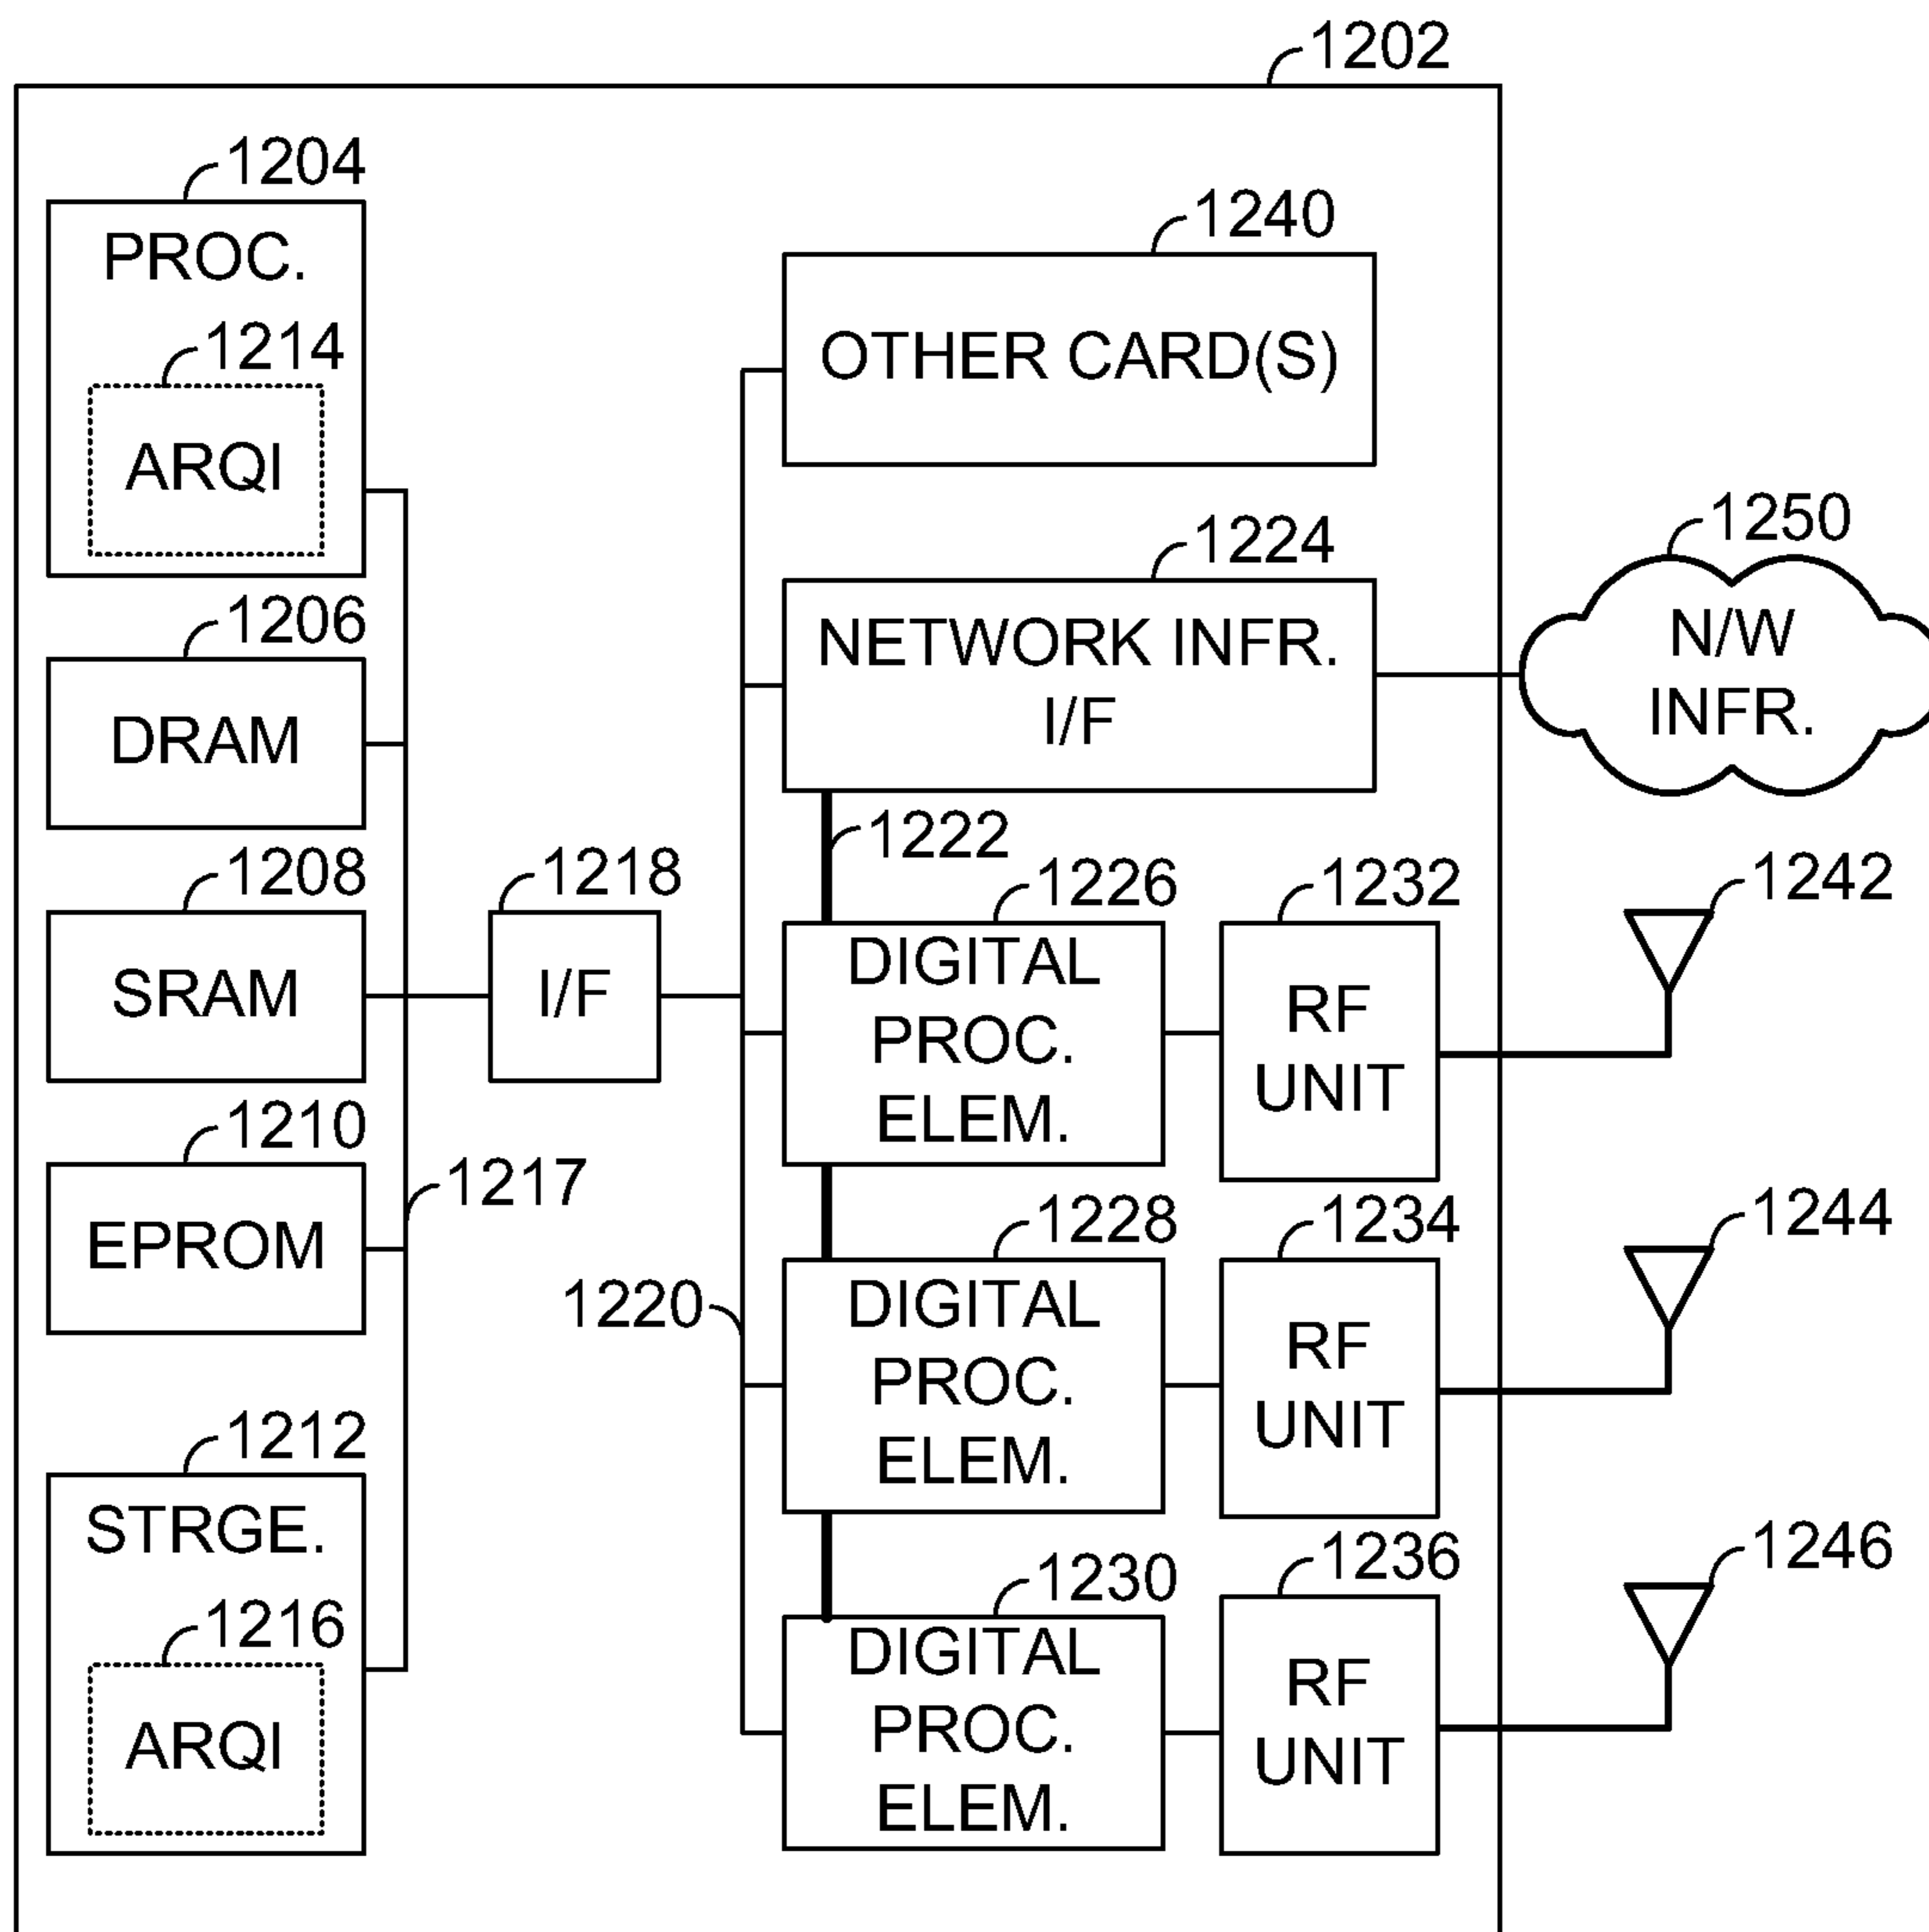 1202
1204
PROC.
1214
ARQI
1206
DRAM
1208
SRAM
1210
EPROM
1217
1212
STRGE.
1216
ARQI
1218
I/F
1220
1240
OTHER CARD(S)
1224
NETWORK INFR.
I/F
1222
1226
DIGITAL
PROC.
ELEM.
1228
DIGITAL
PROC.
ELEM.
1230
DIGITAL
PROC.
ELEM.
1232
RF
UNIT
1234
RF
UNIT
1236
RF
UNIT
1250
N/W
INFR.
1242
1244
1246